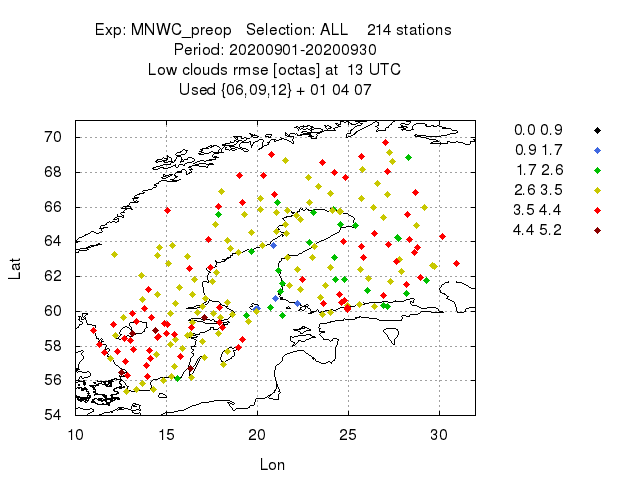 Exp: MNWC_preop Selection: ALL 214 stations
Period: 20200901-20200930
Low clouds rmse [octas] at 13 UTC
Used {06,09,12} + 01 04 07
0.0 0.9
0.9 1.7
1.7 2.6
2.6 3.5
3.5 4.4
4.4 5.2
70
68
66
64
62
60
58
56
54
Lat
10 15 20 25 30
Lon